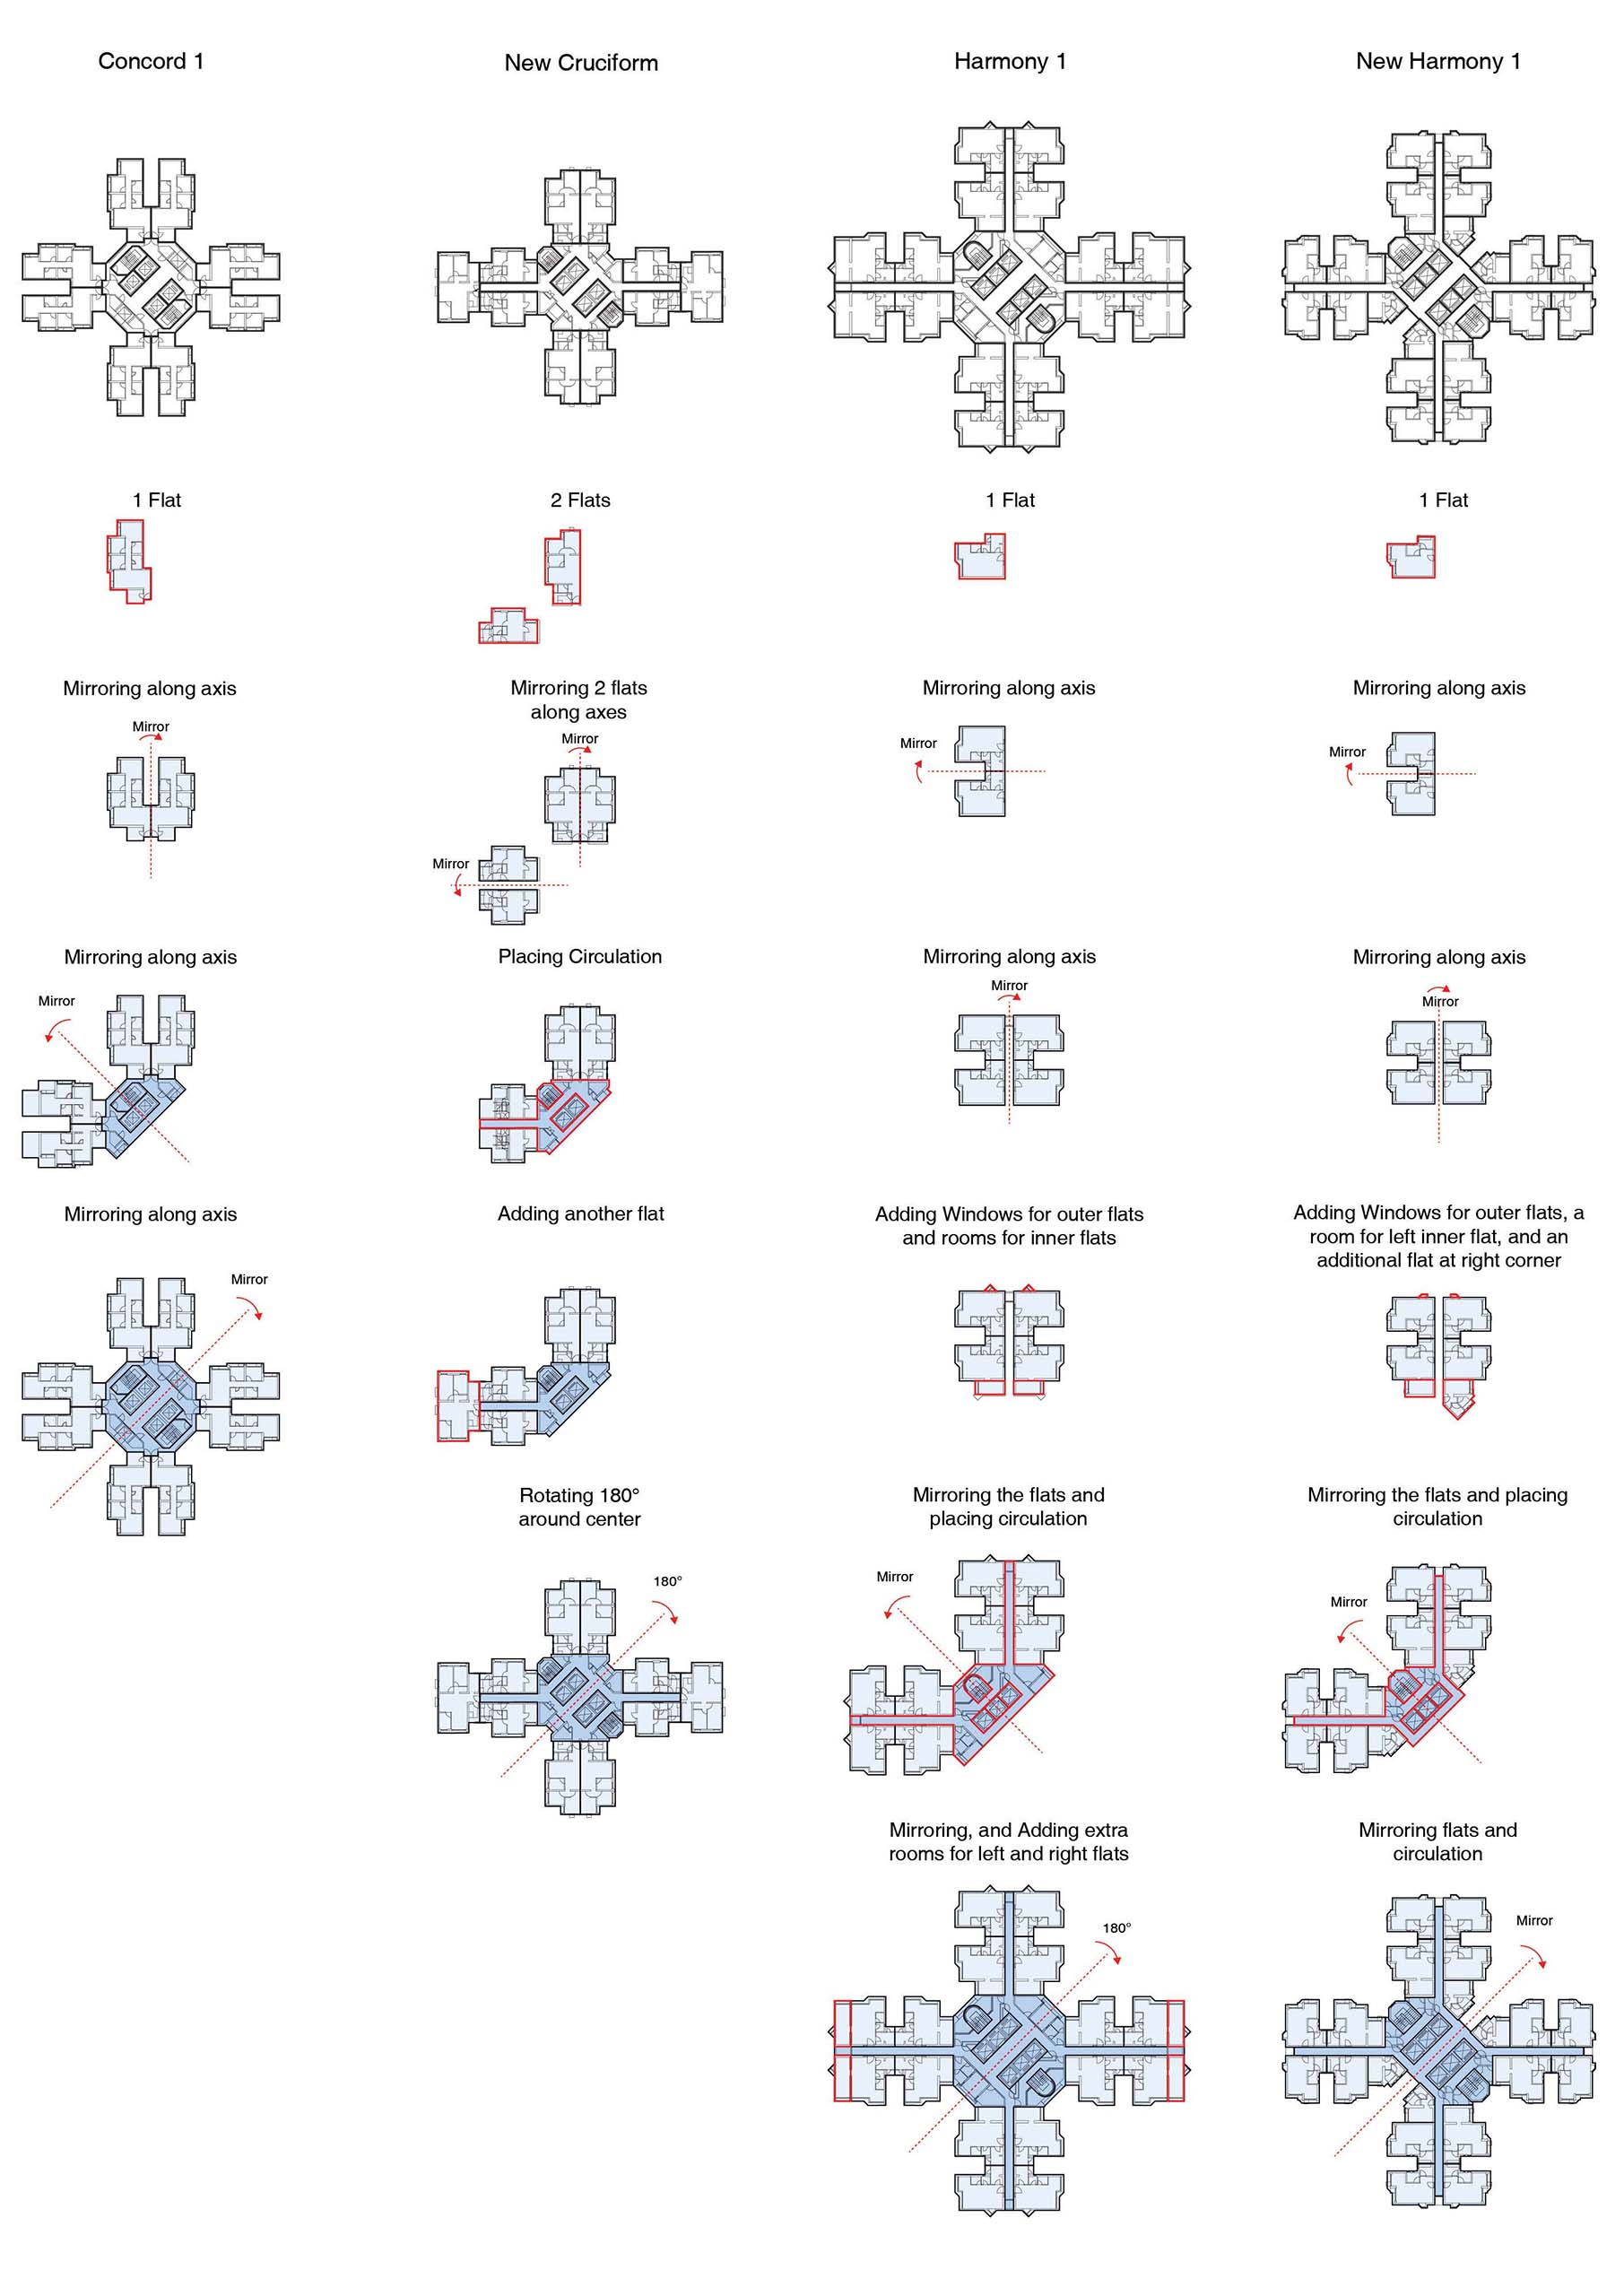 Concord 1
New Cruciform
Harmony 1
New Harmony 1
1 Flat
2 Flats
1 Flat
1 Flat
Mirroring along axis
Mirroring 2 flats
along axes
Mirroring along axis
Mirroring along axis
Mirror
Mirror
Mirror
Mirror
Mirror
Mirroring along axis
Placing Circulation
Mirroring along axis
Mirroring along axis
Mirror
Mirror
Mirror
Mirroring along axis
Adding another flat
Adding Windows for outer flats
and rooms for inner flats
Adding Windows for outer flats, a
room for left inner flat, and an
additional flat at right corner
Mirror
Rotating 180°
around center
Mirroring the flats and
placing circulation
Mirroring the flats and placing
circulation
180°
Mirror
Mirror
Mirroring, and Adding extra
rooms for left and right flats
Mirroring flats and
circulation
180°
Mirror